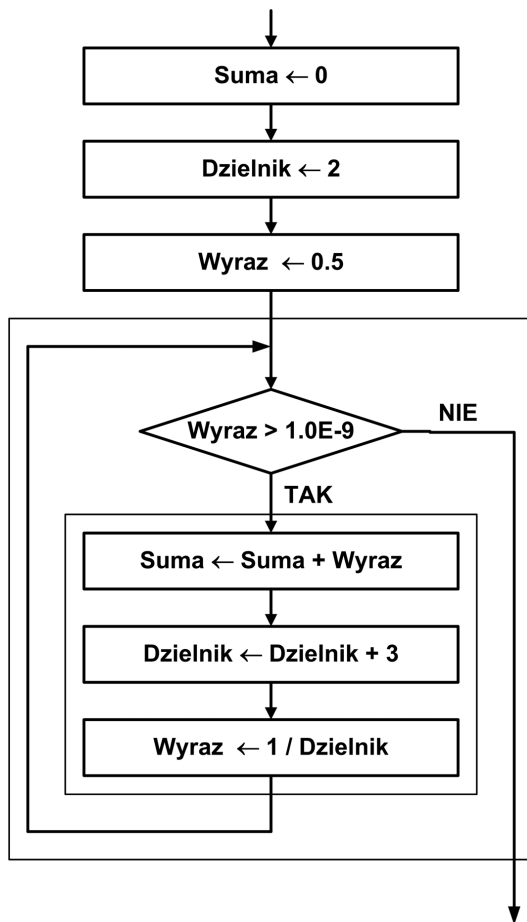 Suma ← 0
Dzielnik ← 2
Wyraz ← 0.5
Wyraz > 1.0E-9
NIE
TAK
Suma ← Suma + Wyraz
Dzielnik ← Dzielnik + 3
Wyraz ← 1 / Dzielnik